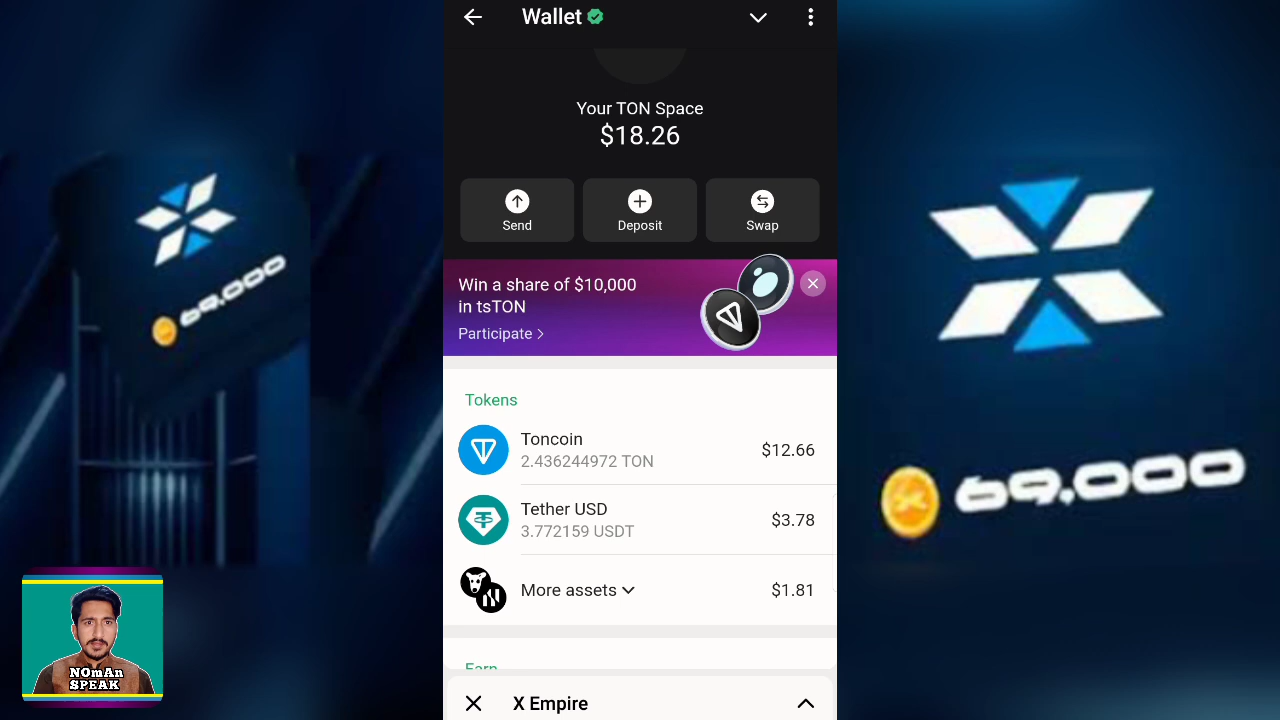 Wallet
Your TON Space
$18.26
Send
Deposit
Swap
Win a share of $10,000
in tsTON
Participate >
Tokens
Toncoin
2.436244972 TON
$12.66
Tether USD
3.772159 USDT
$3.78
More assets
$1.81
Earn
X Empire
69,000
69,000
NOmAn
SPEAK